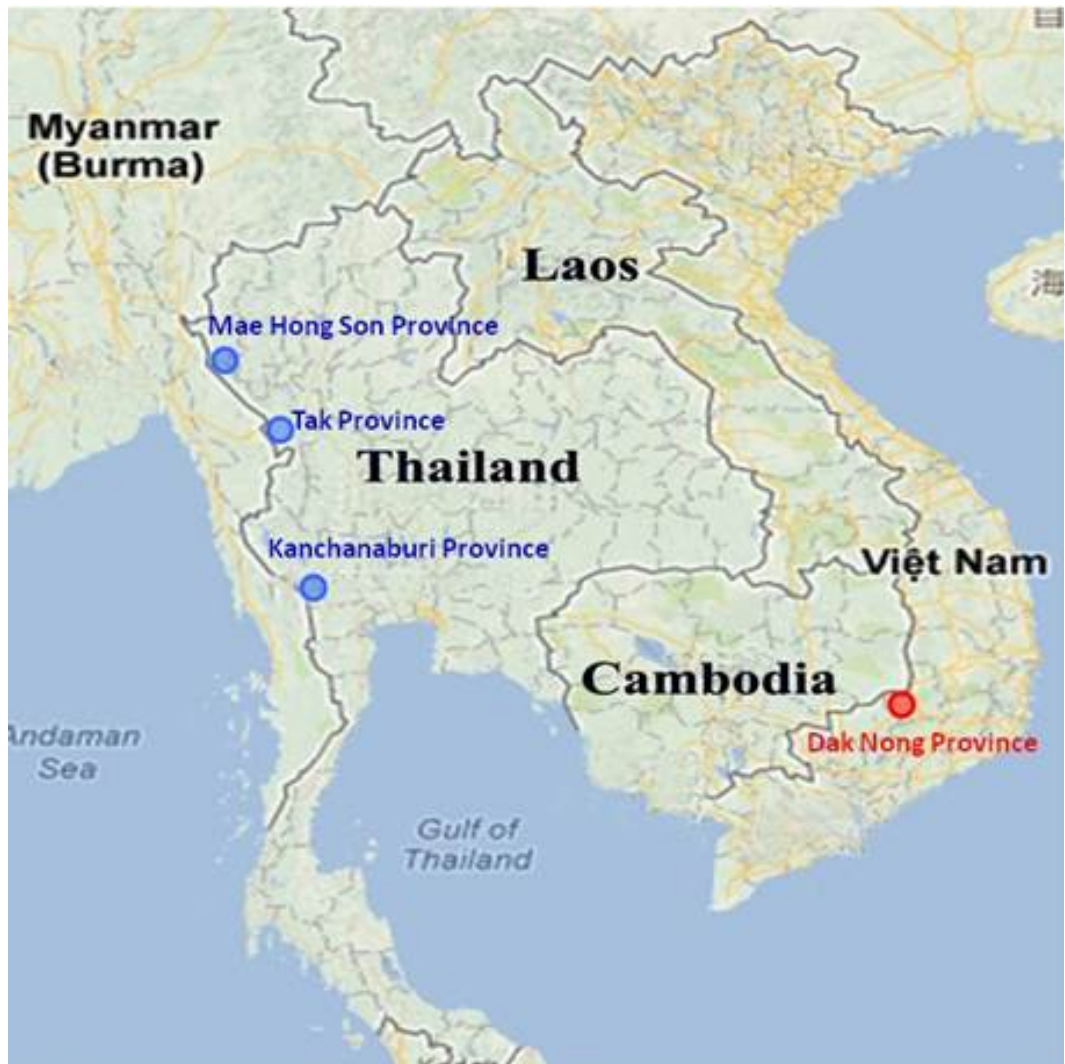 Myanmar
(Burma)
Laos
海
Mae Hong Son Province
Tak Province
Thailand
Kanchanaburi Province
Việt Nam
Cambodia
Dak Nong Province
Andaman
Sea
Gulf of
Thailand